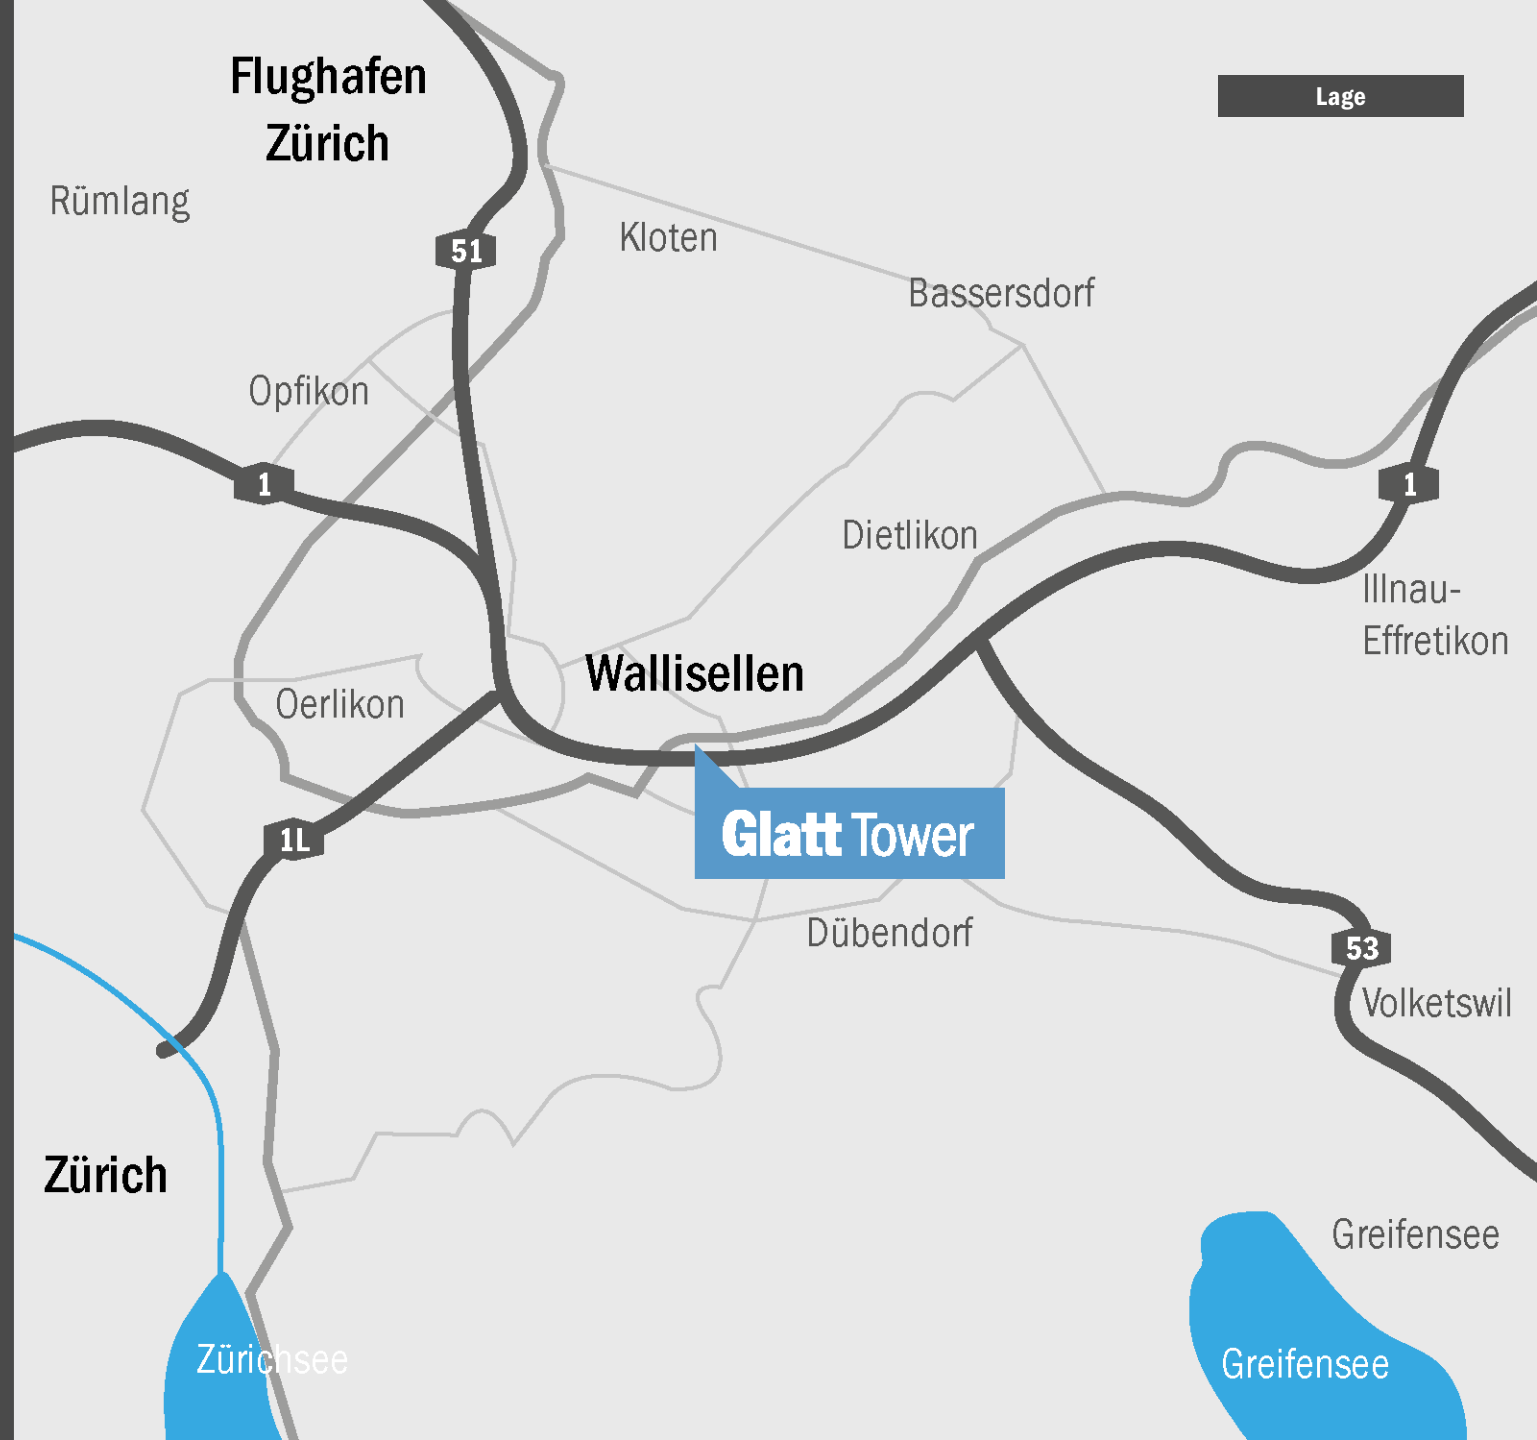 Flughafen
Zürich
Lage
Rümlang
Kloten
51
Bassersdorf
Opfikon
1
1
Dietlikon
Illnau-
Effretikon
Wallisellen
Oerlikon
1L
Glatt Tower
Dübendorf
53
Volketswil
Zürich
Greifensee
Zürichsee
Greifensee